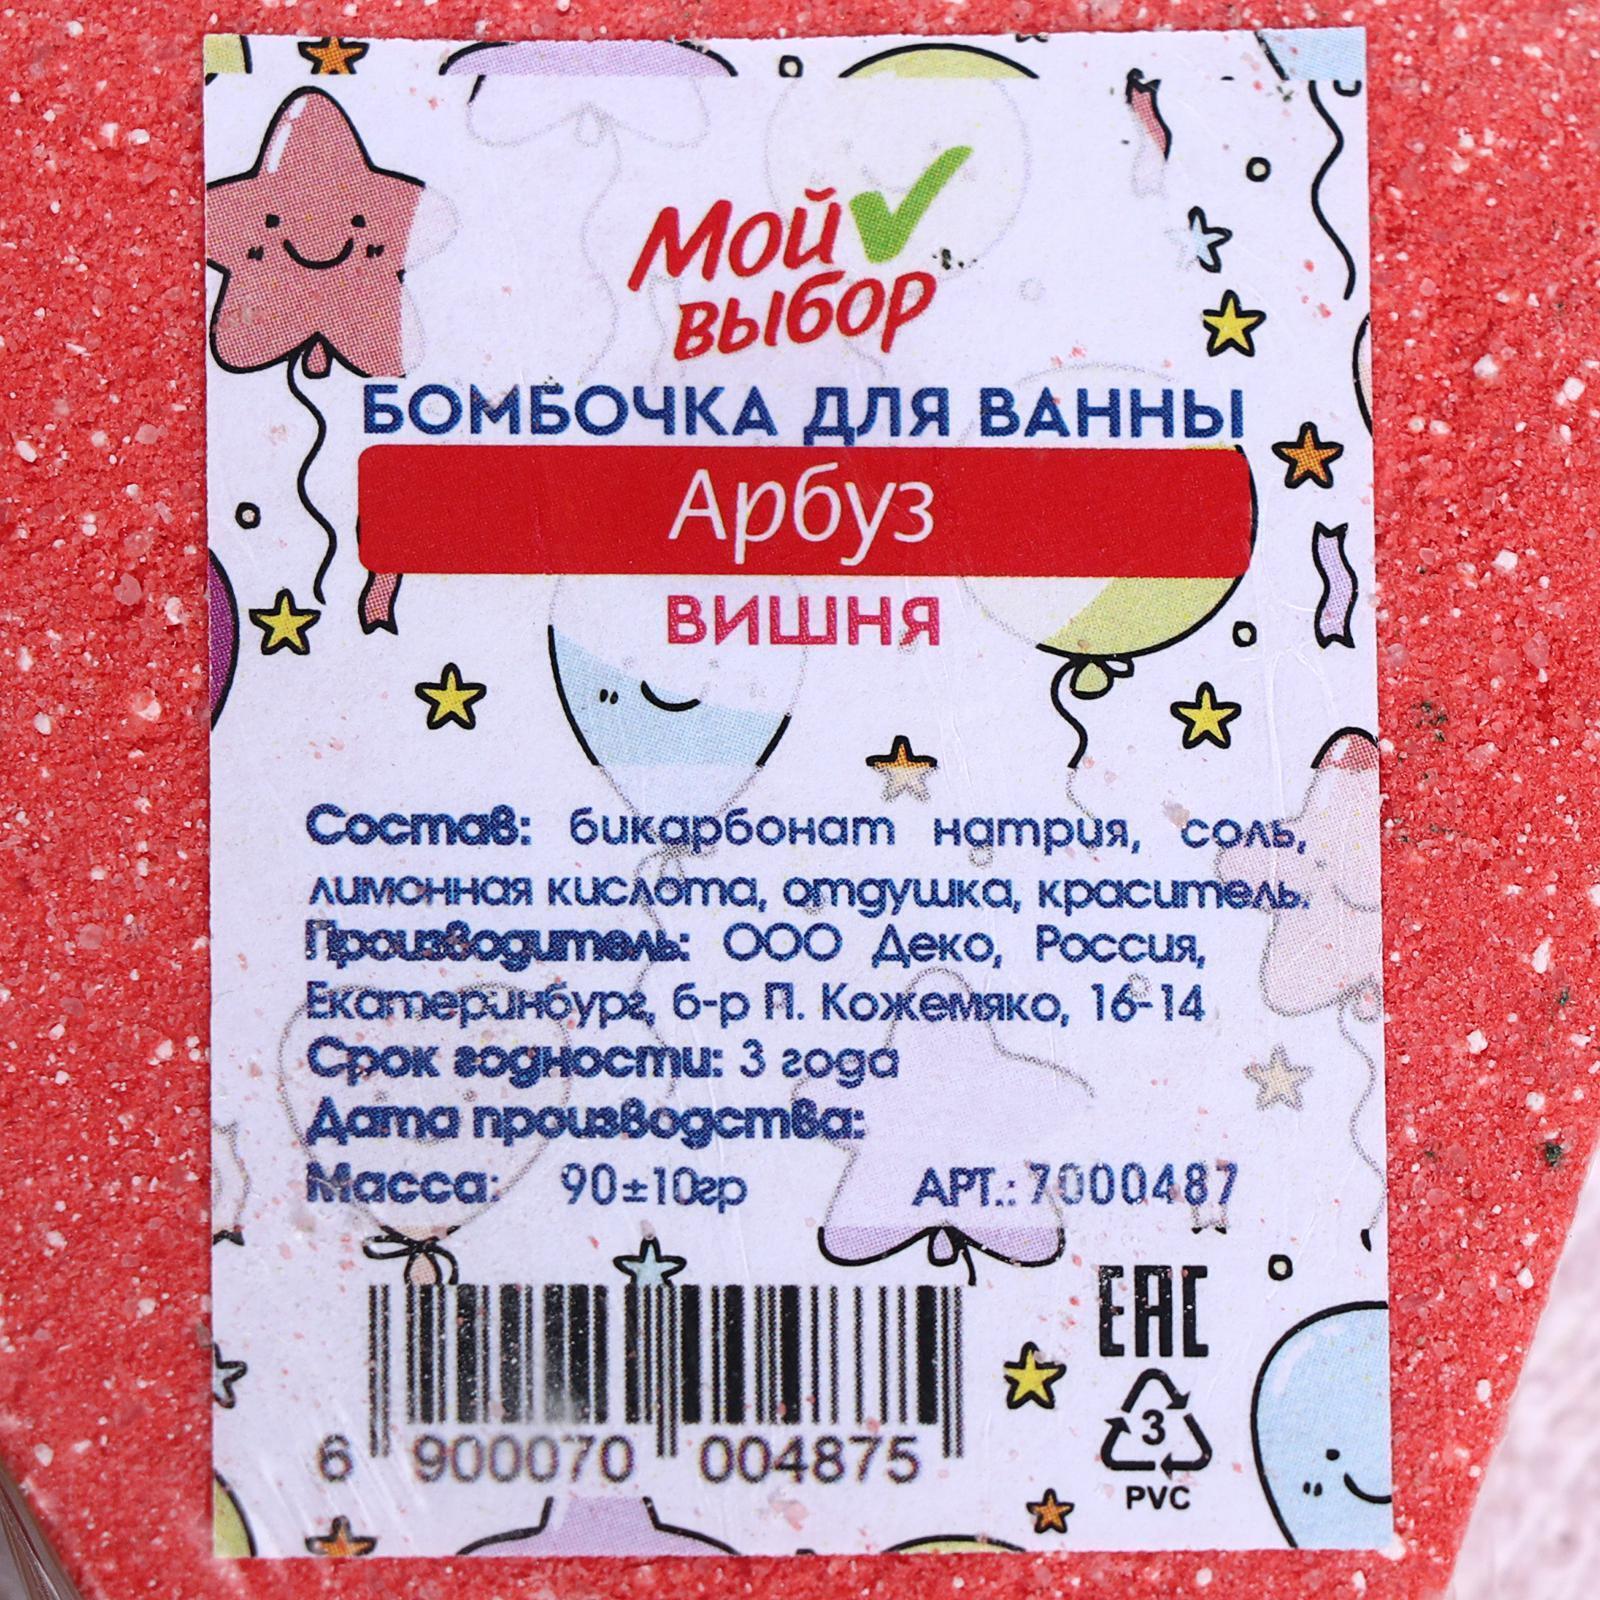 Мой
выбор
БОМБОЧКА ДЛЯ ВАННЫ
Арбуз
ВИШНЯ
Состав: бикарбонат натрия, соль,
лимонная кислота, отдушка, краситель.
Производитель: ООО Деко, Россия,
Екатеринбург, б-р П. Кожемяко, 16-14
Срок годности: 3 года
Дата производства:
Масса: 90±10гр АРТ.: 7000487
EAC
3
PVC
6 900070 004875